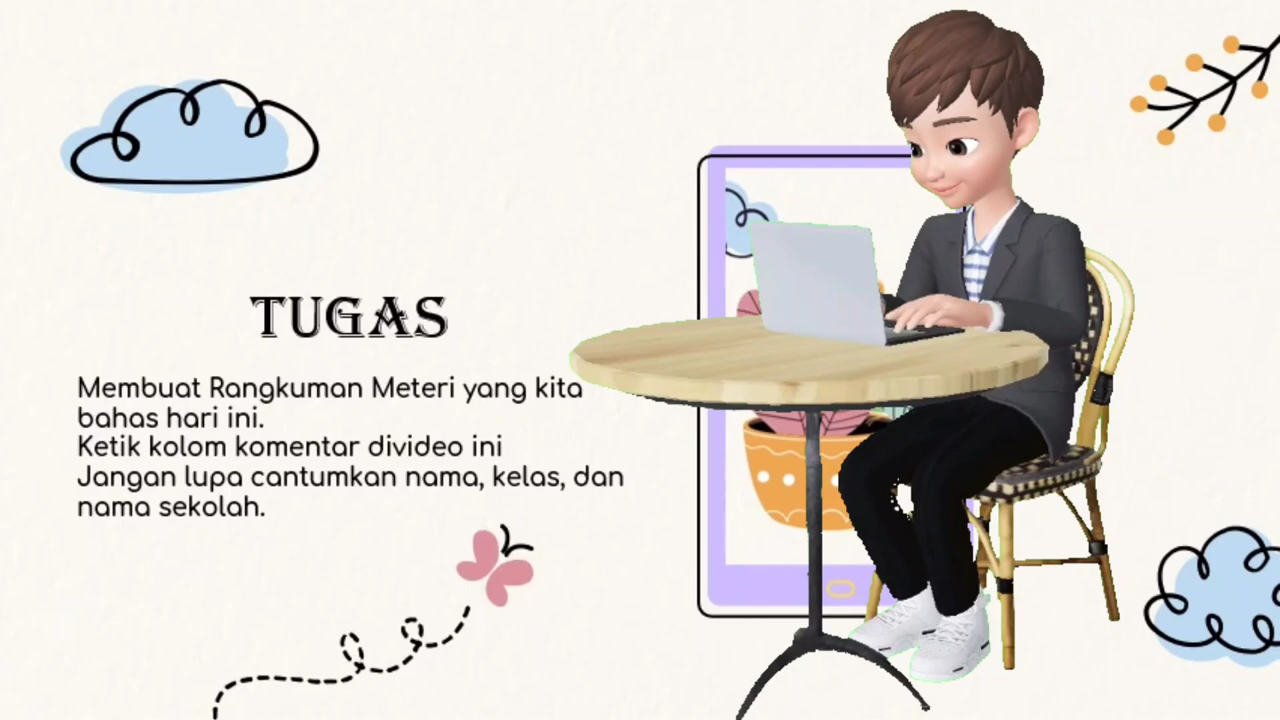 TUGAS
Membuat Rangkuman Meteri yang kita
bahas hari ini.
Ketik kolom komentar divideo ini
Jangan lupa cantumkan nama, kelas, dan
nama sekolah.